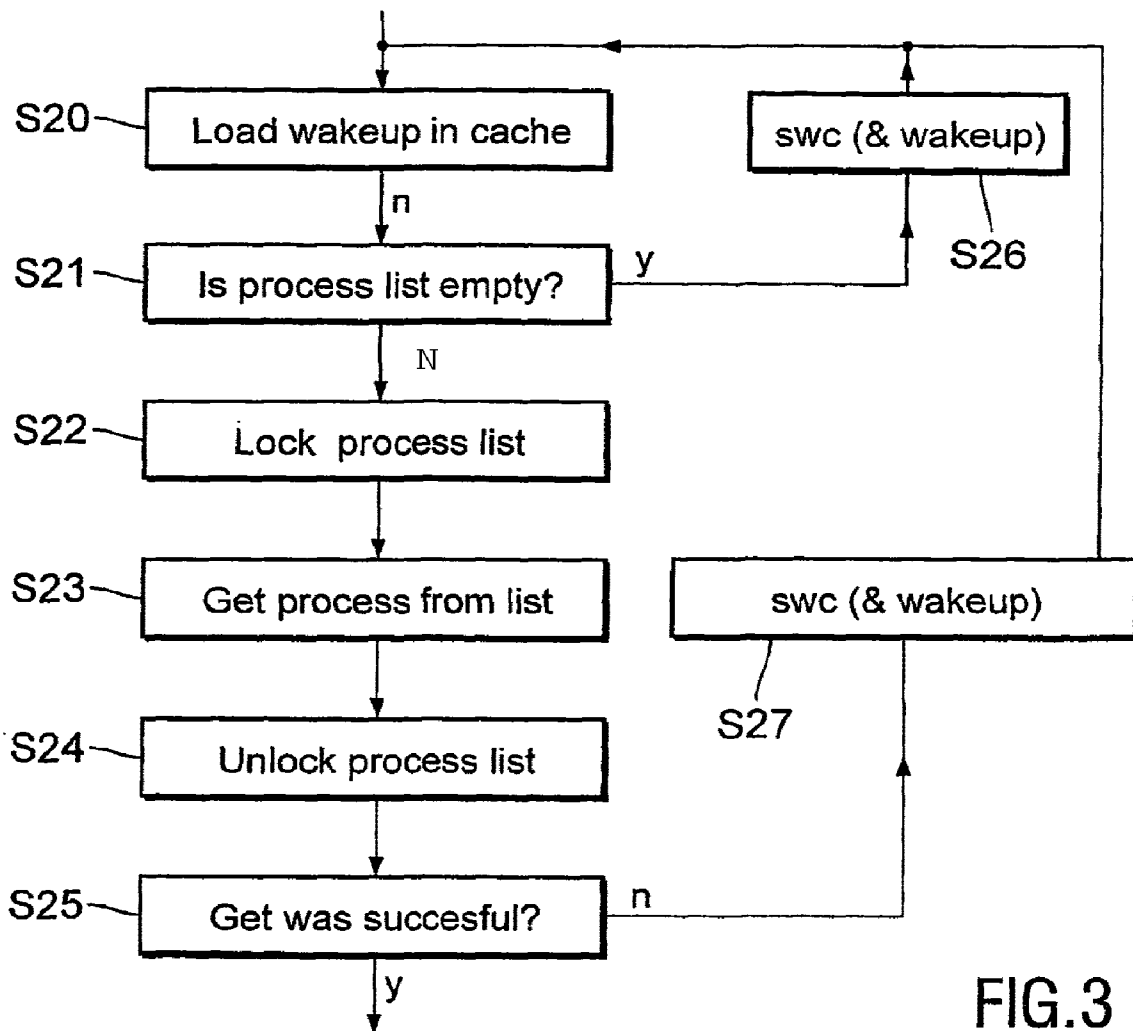 S20
Load wakeup in cache
swc (& wakeup)
S26
n
S21
Is process list empty?
y
N
S22
Lock process list
S23
Get process from list
swc (& wakeup)
S27
S24
Unlock process list
S25
Get was succesful?
n
y
FIG.3